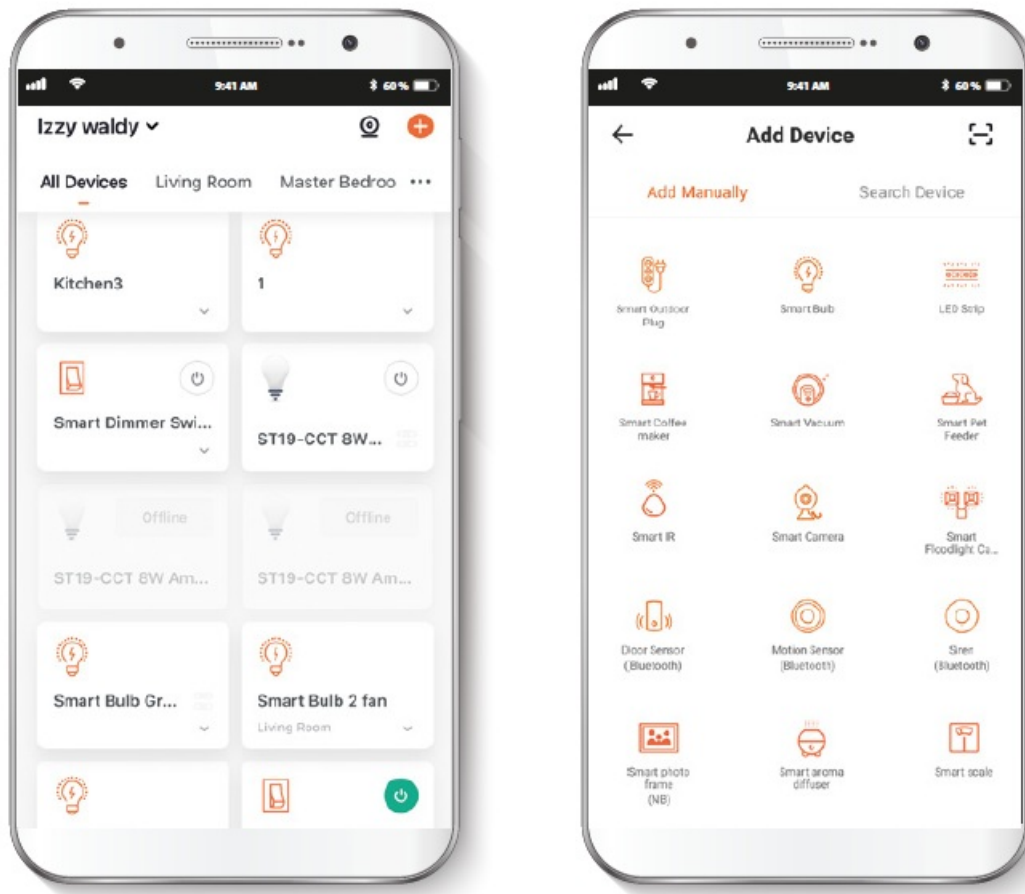 9:41 AM
60%
Izzy waldy
All Devices Living Room Master Bedroo ...
Kitchen3
1
Smart Dimmer Swi...
ST19-CCT 8W...
Offline
Offline
ST19-CCT 8W Am...
ST19-CCT 8W Am...
Smart Bulb Gr...
Smart Bulb 2 fan
Living Room
9:41 AM
60%
Add Device
Add Manually
Search Device
Smart Outdoor
Plug
Smart Bulb
LED Strip
Smart Coffee
maker
Smart Vacuum
Smart Pet
Feeder
Smart IR
Smart Camera
Smart
Floodlight Ca...
Door Sensor
(Bluetooth)
Motion Sensor
(Bluetooth)
Siren
(Bluetooth)
Smart photo
frame
(NB)
Smart aroma
diffuser
Smart scale